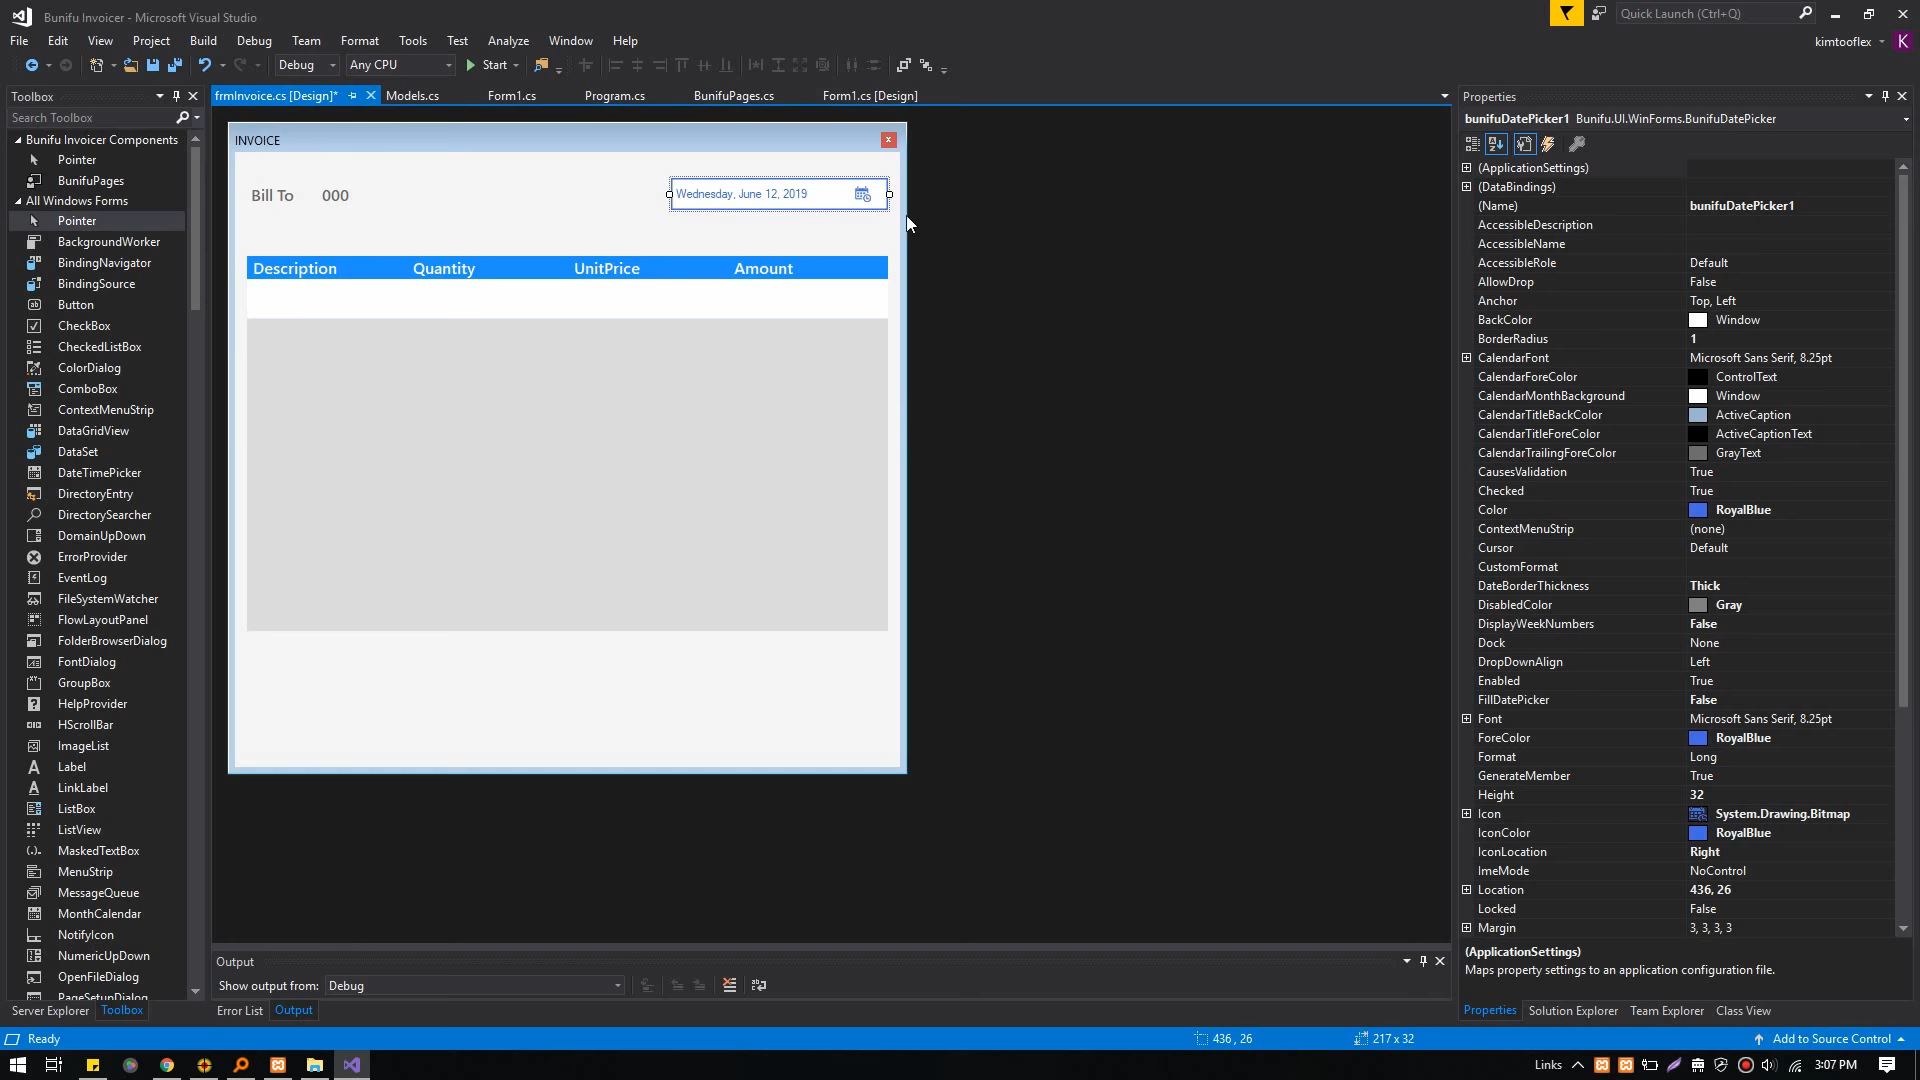 Bunifu Invoicer - Microsoft Visual Studio
Quick Launch (Ctrl+Q)
File Edit View Project Build Debug Team Format Tools Test Analyze Window Help
kimtooflex K
Debug Any CPU Start
Toolbox
frmInvoice.cs [Design]* Models.cs Form1.cs Program.cs BunifuPages.cs Form1.cs [Design]
Properties
Search Toolbox
bunifuDatePicker1 Bunifu.UI.WinForms.BunifuDatePicker
Bunifu Invoicer Components
Pointer
BunifuPages
All Windows Forms
Pointer
BackgroundWorker
BindingNavigator
BindingSource
Button
CheckBox
CheckedListBox
ColorDialog
ComboBox
ContextMenuStrip
DataGridView
DataSet
DateTimePicker
DirectoryEntry
DirectorySearcher
DomainUpDown
ErrorProvider
EventLog
FileSystemWatcher
FlowLayoutPanel
FolderBrowserDialog
FontDialog
GroupBox
HelpProvider
HScrollBar
ImageList
Label
LinkLabel
ListBox
ListView
MaskedTextBox
MenuStrip
MessageQueue
MonthCalendar
NotifyIcon
NumericUpDown
OpenFileDialog
PageSetupDialog
Server Explorer Toolbox
INVOICE
Bill To 000
Wednesday, June 12, 2019
Description Quantity UnitPrice Amount
Output
Show output from: Debug
Error List Output
(ApplicationSettings)
(DataBindings)
(Name) bunifuDatePicker1
AccessibleDescription
AccessibleName
AccessibleRole Default
AllowDrop False
Anchor Top, Left
BackColor Window
BorderRadius 1
CalendarFont Microsoft Sans Serif, 8.25pt
CalendarForeColor ControlText
CalendarMonthBackground Window
CalendarTitleBackColor ActiveCaption
CalendarTitleForeColor ActiveCaptionText
CalendarTrailingForeColor GrayText
CausesValidation True
Checked True
Color RoyalBlue
ContextMenuStrip (none)
Cursor Default
CustomFormat
DateBorderThickness Thick
DisabledColor Gray
DisplayWeekNumbers False
Dock None
DropDownAlign Left
Enabled True
FillDatePicker False
Font Microsoft Sans Serif, 8.25pt
ForeColor RoyalBlue
Format Long
GenerateMember True
Height 32
Icon System.Drawing.Bitmap
IconColor RoyalBlue
IconLocation Right
ImeMode NoControl
Location 436, 26
Locked False
Margin 3, 3, 3, 3
(ApplicationSettings)
Maps property settings to an application configuration file.
Properties Solution Explorer Team Explorer Class View
Ready 436 , 26 217 x 32 Add to Source Control
Links 3:07 PM